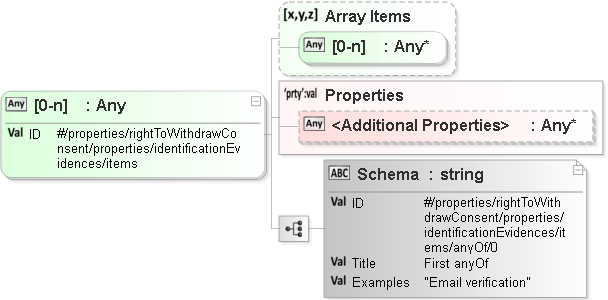 [x,y,z] Array Items
Any [0-n] : Any*
Any [0-n] : Any
Val ID #/properties/rightToWithdrawCo
nsent/properties/identificationEv
idences/items
'prty':val Properties
Any <Additional Properties> : Any*
ABC Schema : string
Val ID #/properties/rightToWith
drawConsent/properties/
identificationEvidences/it
ems/anyOf/0
Val Title First anyOf
Val Examples "Email verification"